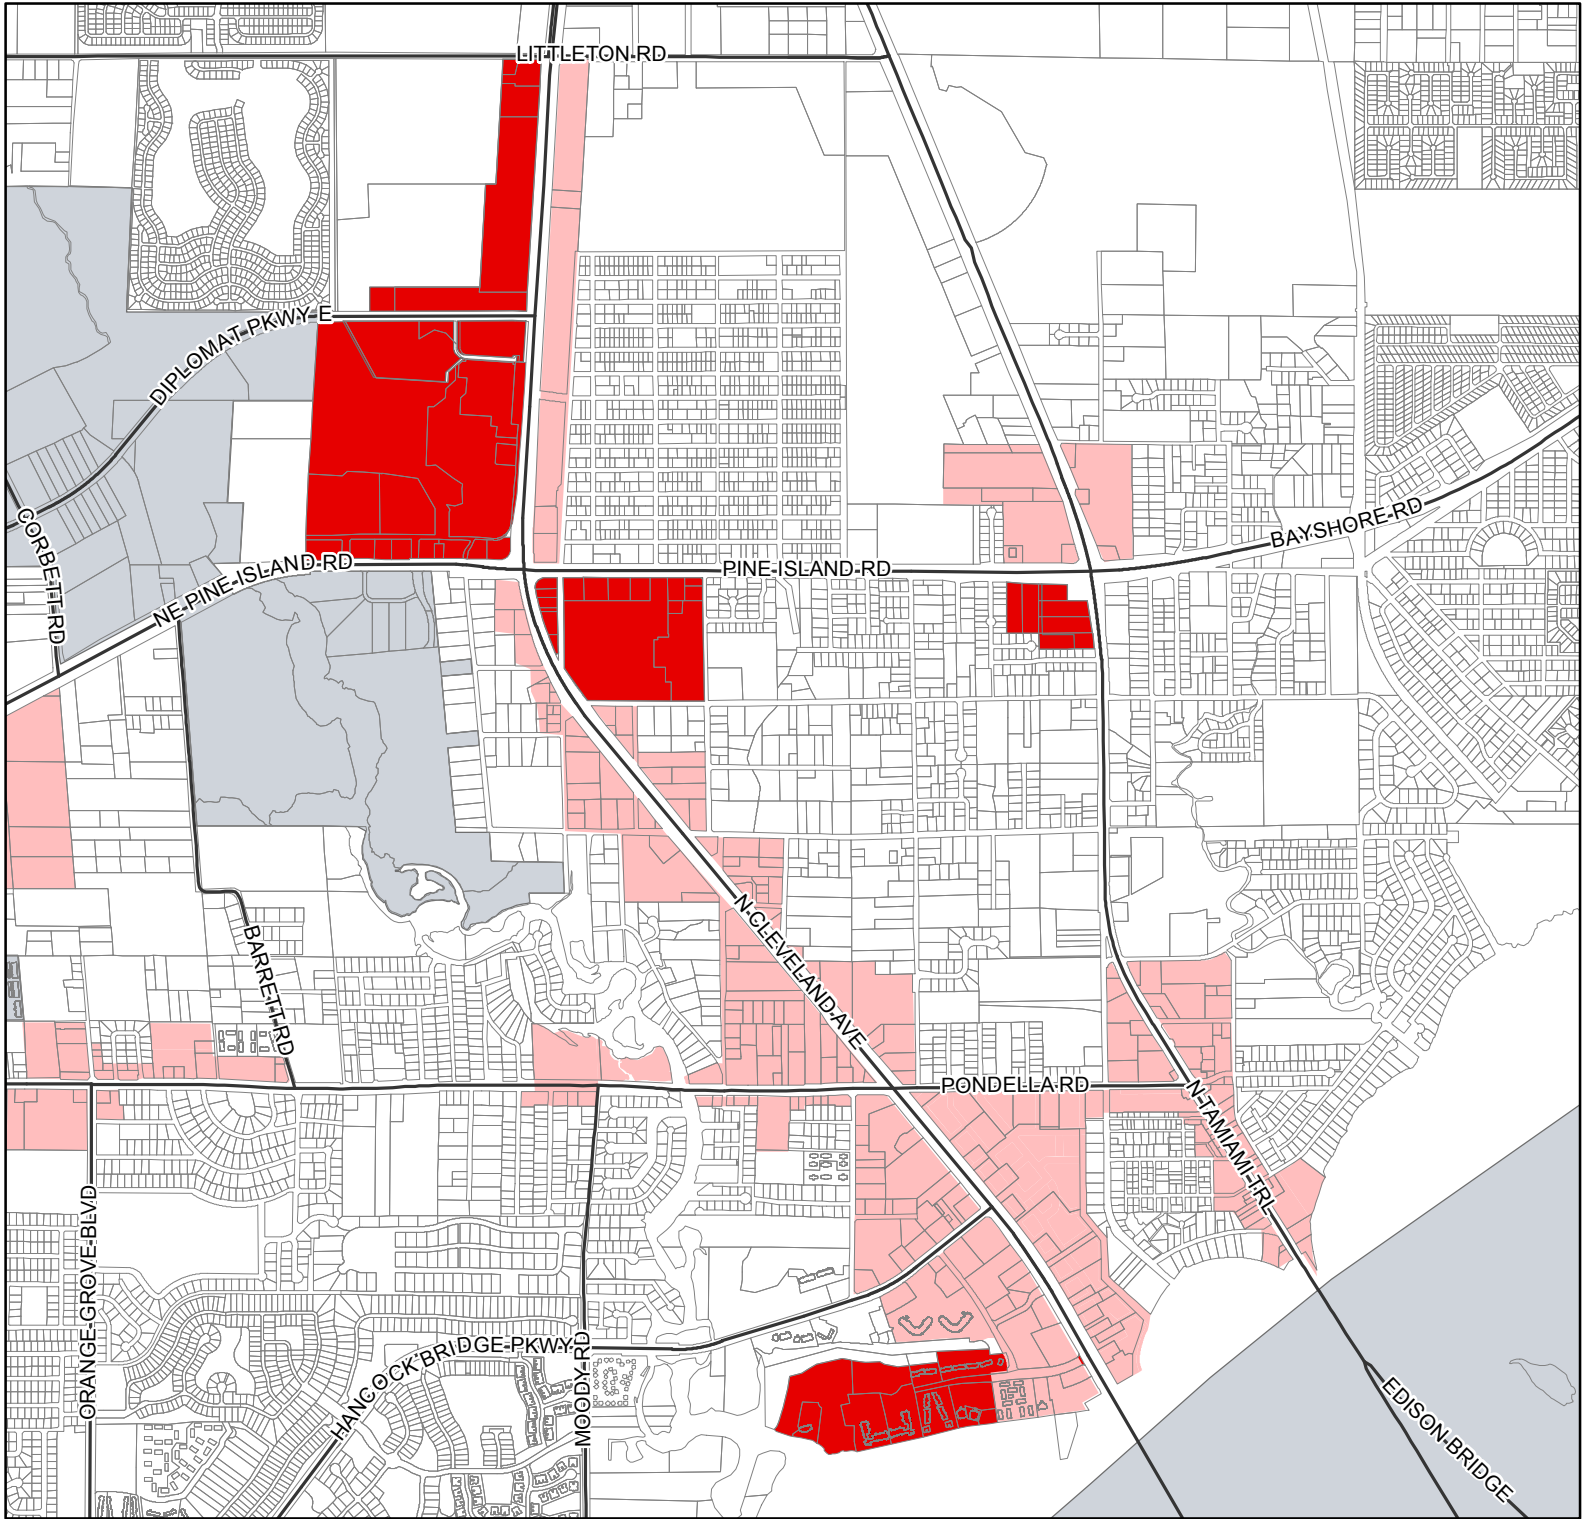 LITTLETON RD
DIPLOMAT PKWY E
CORBETT RD
NE PINE ISLAND RD
PINE ISLAND RD
BAYSHORE RD
BARRETT RD
N CLEVELAND AVE
PONDELLA RD
N TAMIAMI TRL
ORANGE GROVE BLVD
HANCOCK BRIDGE PKWY
MOODY RD
EDISON BRIDGE